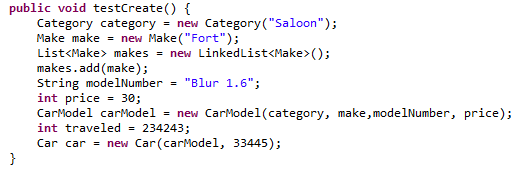 public void testCreate() {
    Category category = new Category("Saloon");
    Make make = new Make("Fort");
    List<Make> makes = new LinkedList<Make>();
    makes.add(make);
    String modelNumber = "Blur 1.6";
    int price = 30;
    CarModel carModel = new CarModel(category, make,modelNumber, price);
    int traveled = 234243;
    Car car = new Car(carModel, 33445);
}